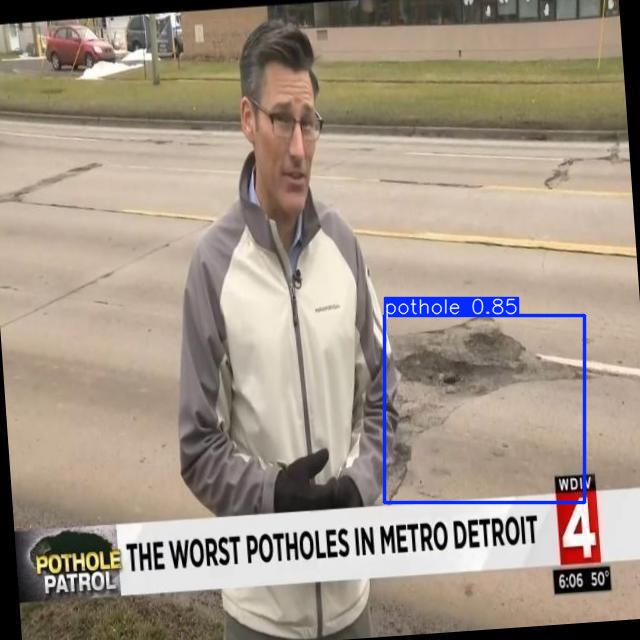 pothole 0.85
WDIV
4
POTHOLE
PATROL
THE WORST POTHOLES IN METRO DETROIT
6:06 50°